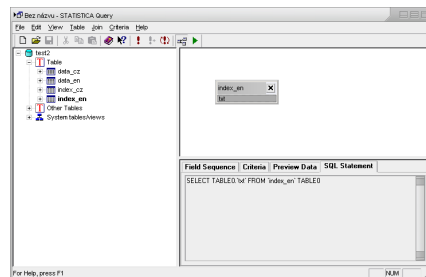 Bez názvu - STATISTICA Query
File Edit View Table Join Criteria Help
test2
Table
data_cz
data_en
index_cz
index_en
Other Tables
System tables/views
index_en
txt
Field Sequence Criteria Preview Data SQL Statement
SELECT TABLE0.'txt' FROM 'index_en' TABLE0
For Help, press F1
NUM